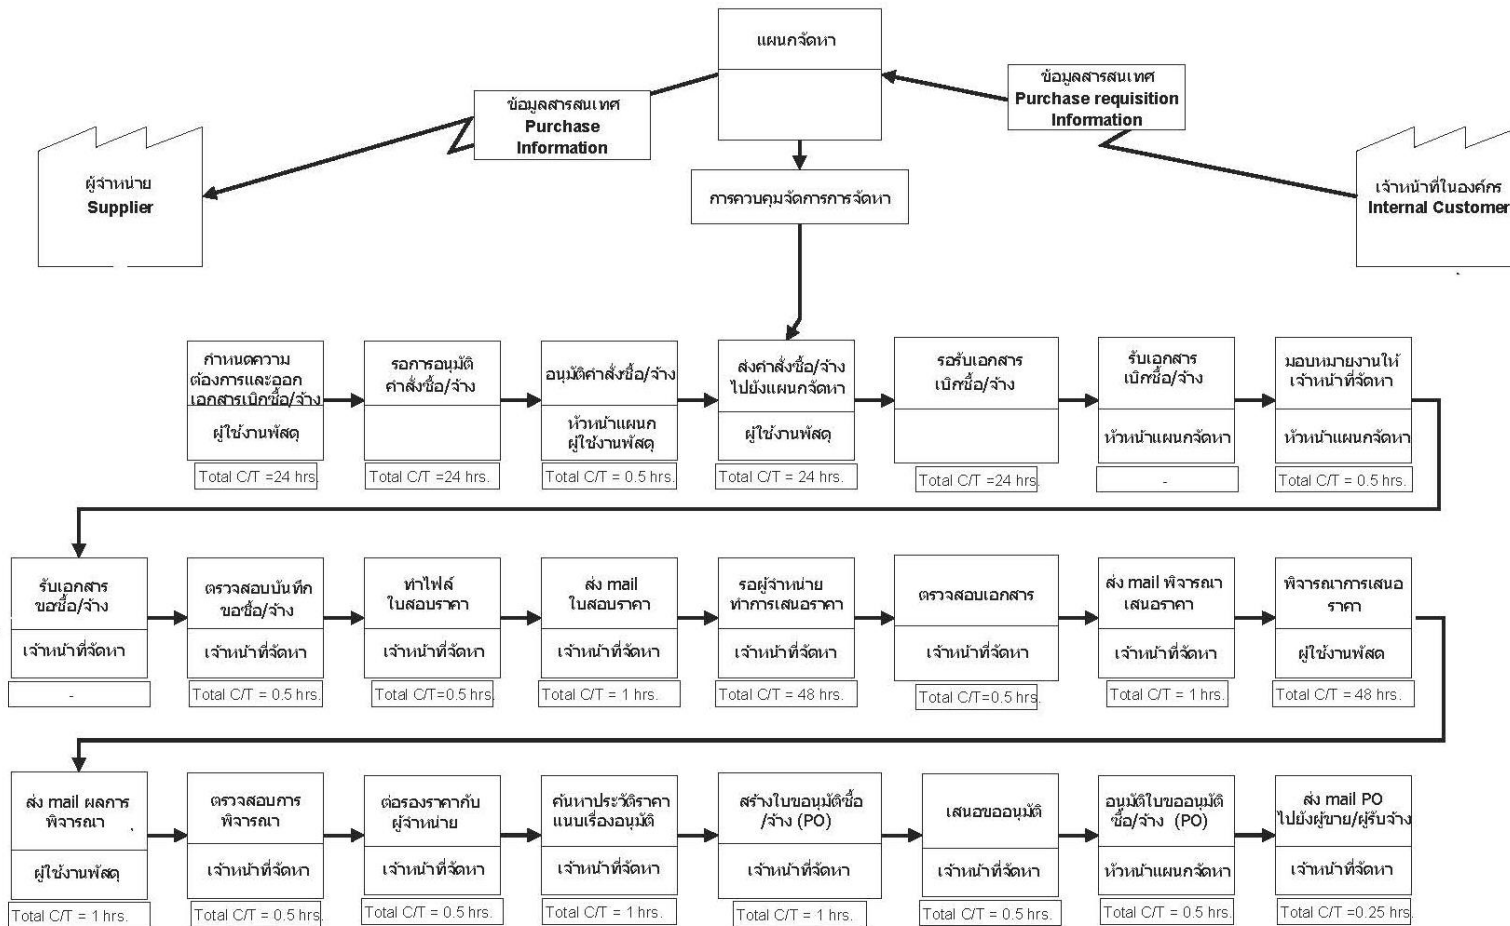 แผนกจัดหา
ข้อมูลสารสนเทศ
Purchase
Information
ข้อมูลสารสนเทศ
Purchase requisition
Information
ผู้จำหน่าย
Supplier
การควบคุมจัดการการจัดหา
เจ้าหน้าที่ในองค์กร
Internal Customer
กำหนดความ
ต้องการและออก
เอกสารเบิกซื้อ/จ้าง
ผู้ใช้งานพัสดุ
Total C/T =24 hrs.
รอการอนุมัติ
คำสั่งซื้อ/จ้าง
Total C/T =24 hrs.
อนุมัติคำสั่งซื้อ/จ้าง
หัวหน้าแผนก
ผู้ใช้งานพัสดุ
Total C/T = 0.5 hrs.
ส่งคำสั่งซื้อ/จ้าง
ไปยังแผนกจัดหา
ผู้ใช้งานพัสดุ
Total C/T = 24 hrs.
รอรับเอกสาร
เบิกซื้อ/จ้าง
Total C/T =24 hrs.
รับเอกสาร
เบิกซื้อ/จ้าง
หัวหน้าแผนกจัดหา
-
มอบหมายงานให้
เจ้าหน้าที่จัดหา
หัวหน้าแผนกจัดหา
Total C/T = 0.5 hrs.
รับเอกสาร
ขอซื้อ/จ้าง
เจ้าหน้าที่จัดหา
-
ตรวจสอบบันทึก
ขอซื้อ/จ้าง
เจ้าหน้าที่จัดหา
Total C/T = 0.5 hrs.
ทำไฟล์
ใบสอบราคา
เจ้าหน้าที่จัดหา
Total C/T=0.5 hrs.
ส่ง mail
ใบสอบราคา
เจ้าหน้าที่จัดหา
Total C/T = 1 hrs.
รอผู้จำหน่าย
ทำการเสนอราคา
เจ้าหน้าที่จัดหา
Total C/T = 48 hrs.
ตรวจสอบเอกสาร
เจ้าหน้าที่จัดหา
Total C/T=0.5 hrs.
ส่ง mail พิจารณา
เสนอราคา
เจ้าหน้าที่จัดหา
Total C/T = 1 hrs.
พิจารณาการเสนอ
ราคา
ผู้ใช้งานพัสดุ
Total C/T = 48 hrs.
ส่ง mail ผลการ
พิจารณา
ผู้ใช้งานพัสดุ
Total C/T = 1 hrs.
ตรวจสอบการ
พิจารณา
เจ้าหน้าที่จัดหา
Total C/T = 0.5 hrs.
ต่อรองราคากับ
ผู้จำหน่าย
เจ้าหน้าที่จัดหา
Total C/T = 0.5 hrs.
ค้นหาประวัติราคา
แนบเรื่องอนุมัติ
เจ้าหน้าที่จัดหา
Total C/T = 1 hrs.
สร้างใบขอนุมัติซื้อ
/จ้าง (PO)
เจ้าหน้าที่จัดหา
Total C/T = 1 hrs.
เสนอขออนุมัติ
เจ้าหน้าที่จัดหา
Total C/T = 0.5 hrs.
อนุมัติใบขออนุมัติ
ซื้อ/จ้าง (PO)
หัวหน้าแผนกจัดหา
Total C/T = 0.5 hrs.
ส่ง mail PO
ไปยังผู้ขาย/ผู้รับจ้าง
เจ้าหน้าที่จัดหา
Total C/T =0.25 hrs.